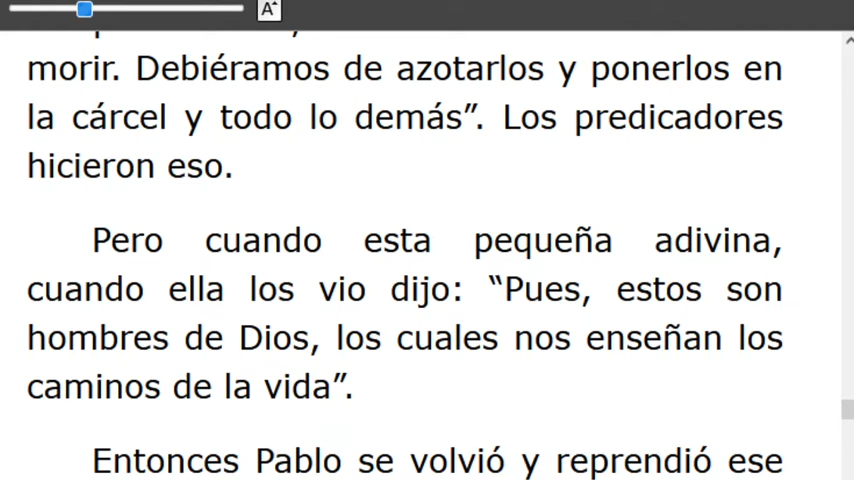 A
morir. Debiéramos de azotarlos y ponerlos en
la cárcel y todo lo demás”. Los predicadores
hicieron eso.
Pero cuando esta pequeña adivina,
cuando ella los vio dijo: “Pues, estos son
hombres de Dios, los cuales nos enseñan los
caminos de la vida”.
Entonces Pablo se volvió y reprendió ese